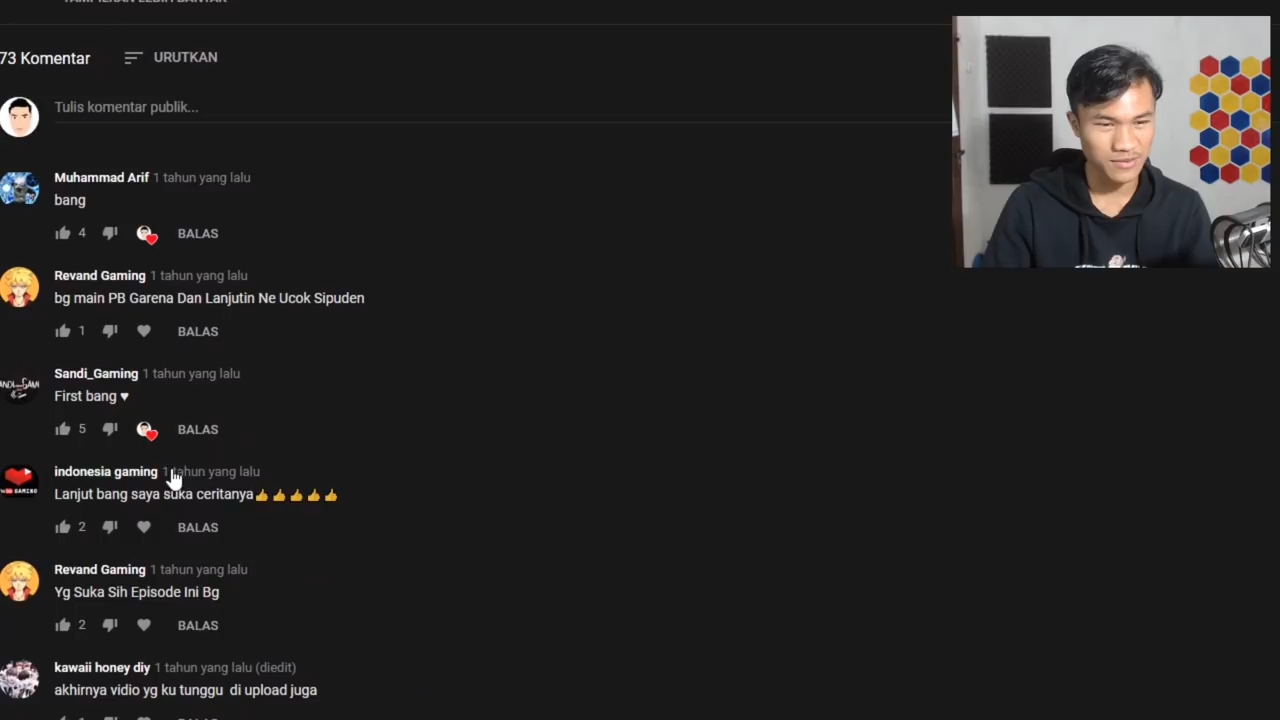 73 Komentar
URUTKAN
Tulis komentar publik...
Muhammad Arif 1 tahun yang lalu
bang
4 BALAS
Revand Gaming 1 tahun yang lalu
bg main PB Garena Dan Lanjutin Ne Ucok Sipuden
1 BALAS
Sandi_Gaming 1 tahun yang lalu
First bang ♥
5 BALAS
indonesia gaming 1 tahun yang lalu
Lanjut bang saya suka ceritanya👍👍👍👍👍
2 BALAS
Revand Gaming 1 tahun yang lalu
Yg Suka Sih Episode Ini Bg
2 BALAS
kawaii honey diy 1 tahun yang lalu (diedit)
akhirnya vidio yg ku tunggu di upload juga